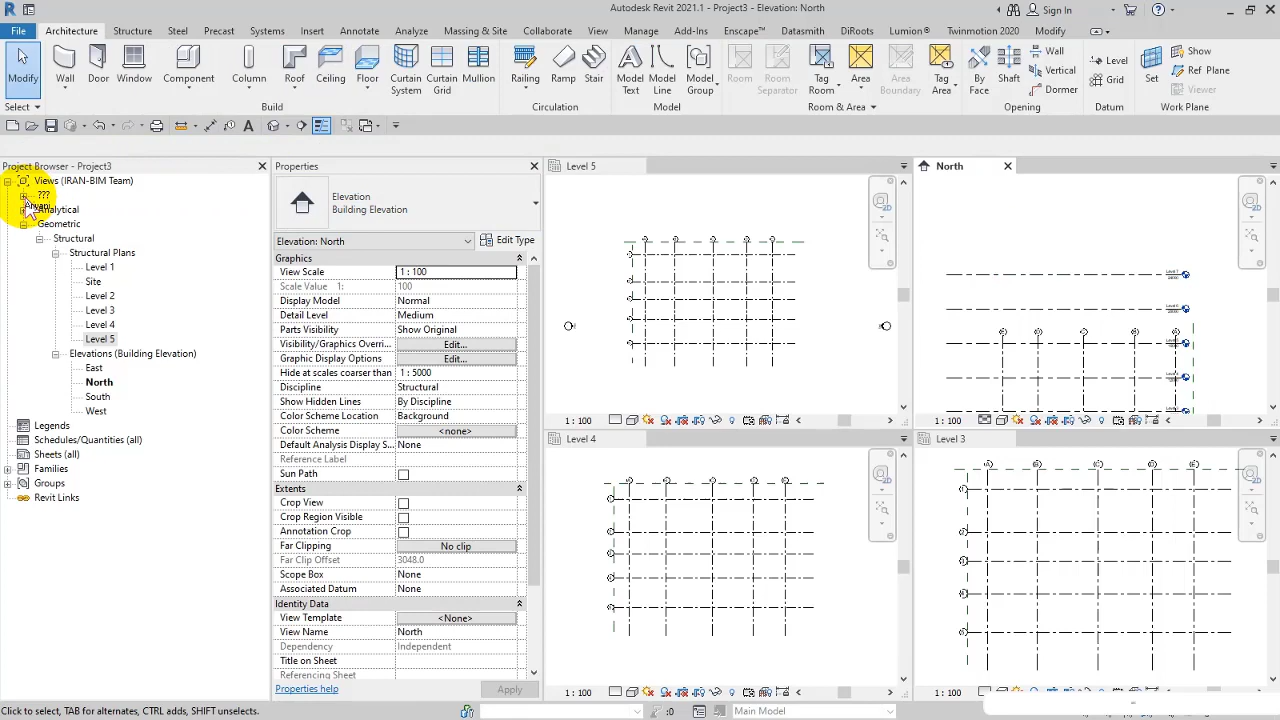 Autodesk Revit 2021.1 - Project3 - Elevation: North
Sign In
File Architecture Structure Steel Precast Systems Insert Annotate Analyze Massing & Site Collaborate View Manage Add-Ins Enscape™ Datasmith DiRoots Lumion® Twinmotion 2020 Modify
Modify
Wall
Door
Window
Component
Column
Roof
Ceiling
Floor
Curtain System
Curtain Grid
Mullion
Railing
Ramp
Stair
Model Text
Model Line
Model Group
Room
Room Separator
Tag Room
Area
Area Boundary
Tag Area
By Face
Shaft
Wall
Vertical
Dormer
Level
Grid
Set
Show
Ref Plane
Viewer
Select
Build
Circulation
Model
Room & Area
Opening
Datum
Work Plane
Project Browser - Project3
Views (IRAN-BIM Team)
???
Analytical
Geometric
Structural
Structural Plans
Level 1
Site
Level 2
Level 3
Level 4
Level 5
Elevations (Building Elevation)
East
North
South
West
Legends
Schedules/Quantities (all)
Sheets (all)
Families
Groups
Revit Links
Properties
Elevation
Building Elevation
Elevation: North
Edit Type
Graphics
View Scale 1 : 100
Scale Value 1: 100
Display Model Normal
Detail Level Medium
Parts Visibility Show Original
Visibility/Graphics Overri... Edit...
Graphic Display Options Edit...
Hide at scales coarser than 1 : 5000
Discipline Structural
Show Hidden Lines By Discipline
Color Scheme Location Background
Color Scheme <none>
Default Analysis Display S... None
Reference Label
Sun Path
Extents
Crop View
Crop Region Visible
Annotation Crop
Far Clipping No clip
Far Clip Offset 3048.0
Scope Box None
Associated Datum None
Identity Data
View Template <None>
View Name North
Dependency Independent
Title on Sheet
Referencing Sheet
Properties help
Apply
Level 5
1 : 100
North
1 : 100
Level 4
1 : 100
Level 3
1 : 100
Click to select, TAB for alternates, CTRL adds, SHIFT unselects.
:0
Main Model